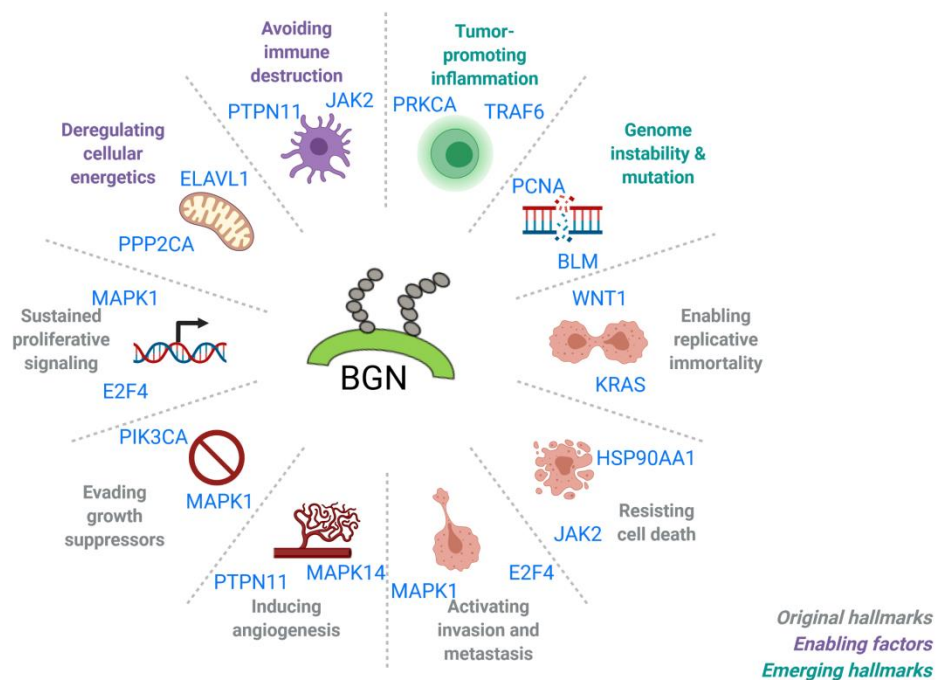 Avoiding
immune
destruction
PTPN11
JAK2
Tumor-
promoting
inflammation
PRKCA
TRAF6
Deregulating
cellular
energetics
ELAVL1
PPP2CA
Genome
instability &
mutation
PCNA
BLM
MAPK1
Sustained
proliferative
signaling
E2F4
BGN
WNT1
Enabling
replicative
immortality
KRAS
PIK3CA
MAPK1
Evading
growth
suppressors
HSP90AA1
JAK2
Resisting
cell death
PTPN11
MAPK14
Inducing
angiogenesis
MAPK1
E2F4
Activating
invasion and
metastasis
Original hallmarks
Enabling factors
Emerging hallmarks